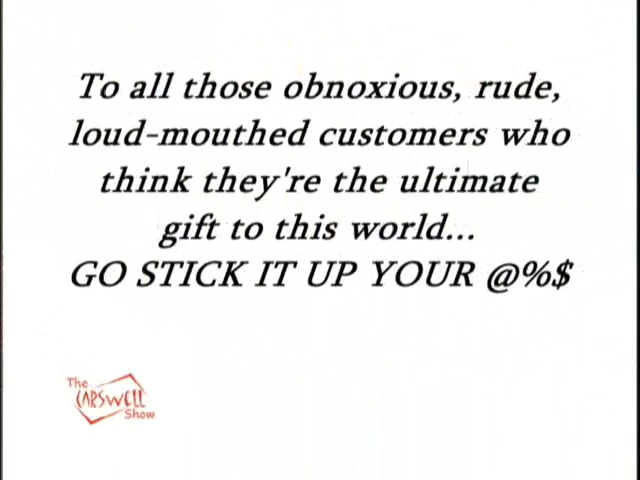 To all those obnoxious, rude,
loud-mouthed customers who
think they're the ultimate
gift to this world...
GO STICK IT UP YOUR @%$
The
CARSWELL
Show